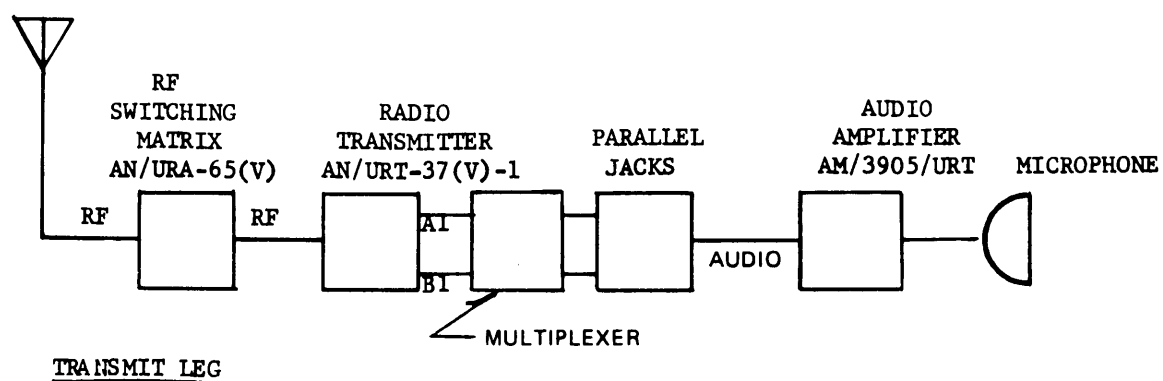 RF
SWITCHING
MATRIX
AN/URA-65(V)
RADIO
TRANSMITTER
AN/URT-37(V)-1
PARALLEL
JACKS
AUDIO
AMPLIFIER
AM/3905/URT
MICROPHONE
RF
RF
A1
B1
AUDIO
MULTIPLEXER
TRANSMIT LEG